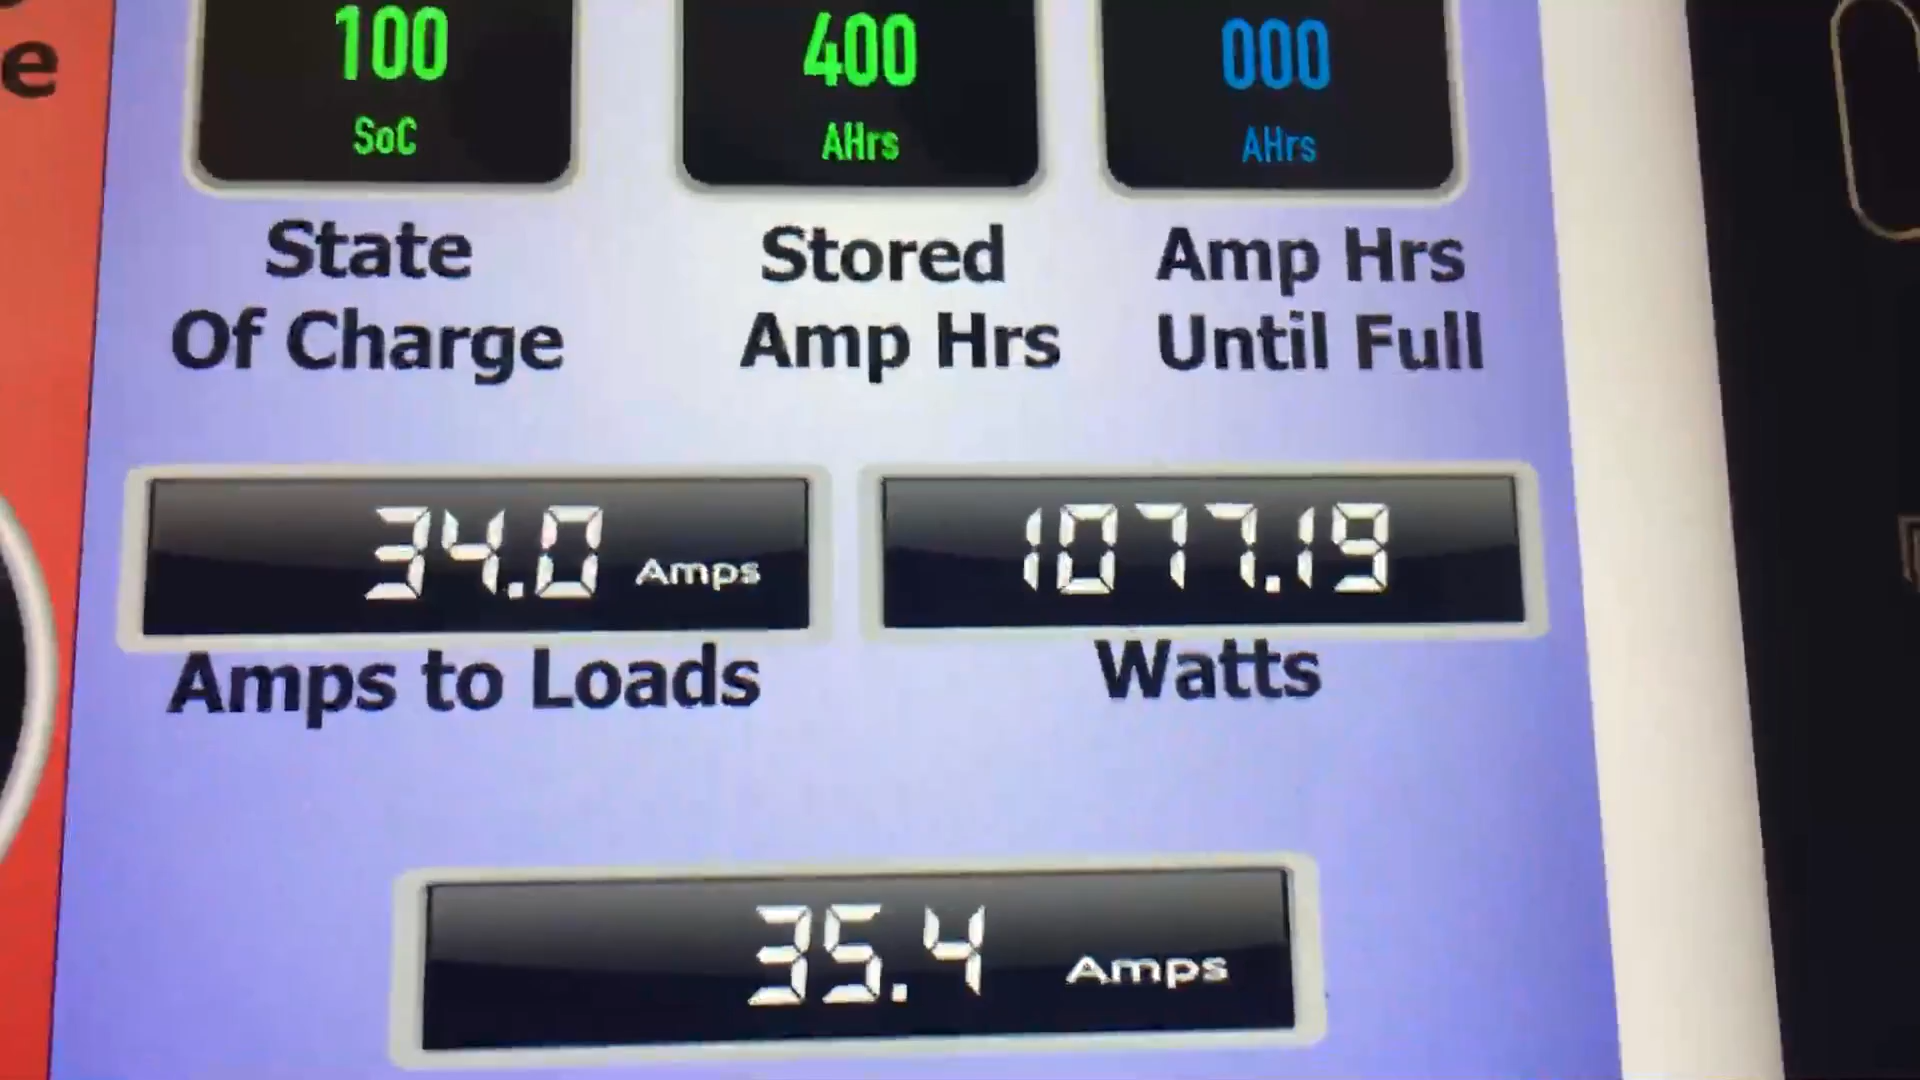 e
100
SoC
400
AHrs
000
AHrs
State
Of Charge
Stored
Amp Hrs
Amp Hrs
Until Full
34.0 Amps
1077.19
Amps to Loads
Watts
35.4 Amps